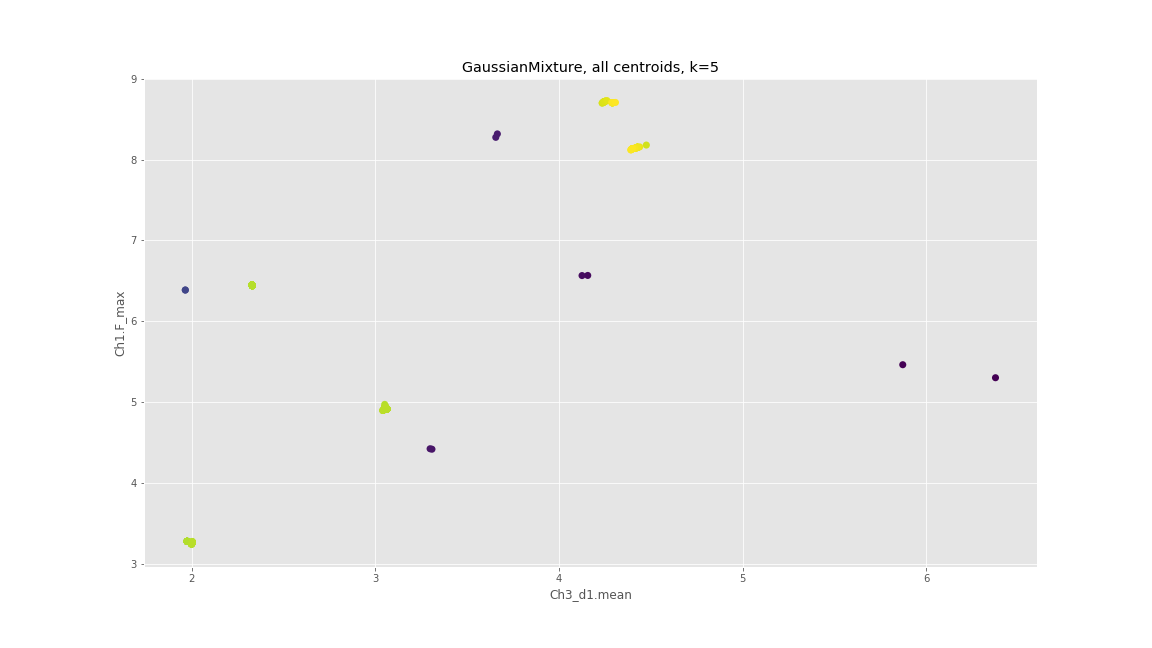 GaussianMixture, all centroids, k=5
9
8
7
6
5
4
3
Ch1.F_max
2 3 4 5 6
Ch3_d1.mean